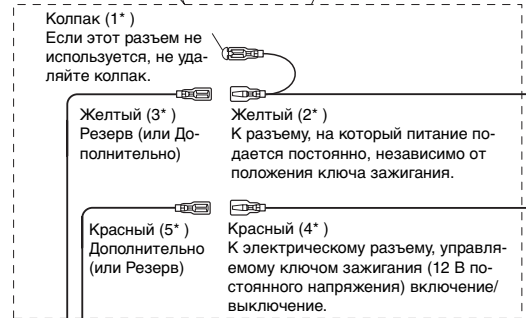 Колпак (1* )
Если этот разъем не
используется, не уда-
ляйте колпак.
Желтый (3* )
Резерв (или До-
полнительно)
Желтый (2* )
К разъему, на который питание по-
дается постоянно, независимо от
положения ключа зажигания.
Красный (5* )
Дополнительно
(или Резерв)
Красный (4* )
К электрическому разъему, управля-
емому ключом зажигания (12 В по-
стоянного напряжения) включение/
выключение.